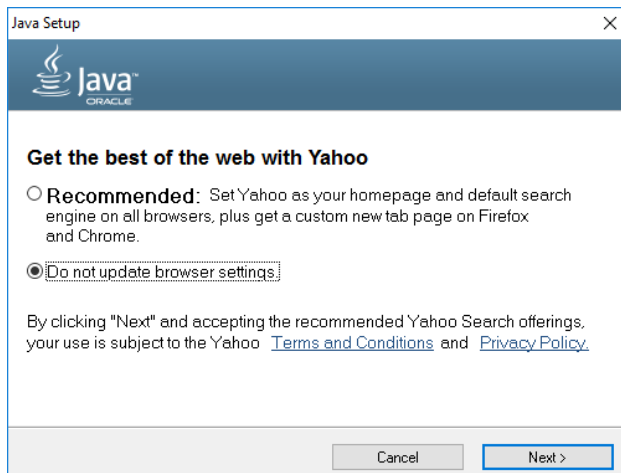 Java Setup
Java™
ORACLE
Get the best of the web with Yahoo
Recommended: Set Yahoo as your homepage and default search
engine on all browsers, plus get a custom new tab page on Firefox
and Chrome.
Do not update browser settings.
By clicking "Next" and accepting the recommended Yahoo Search offerings,
your use is subject to the Yahoo Terms and Conditions and Privacy Policy.
Cancel Next >